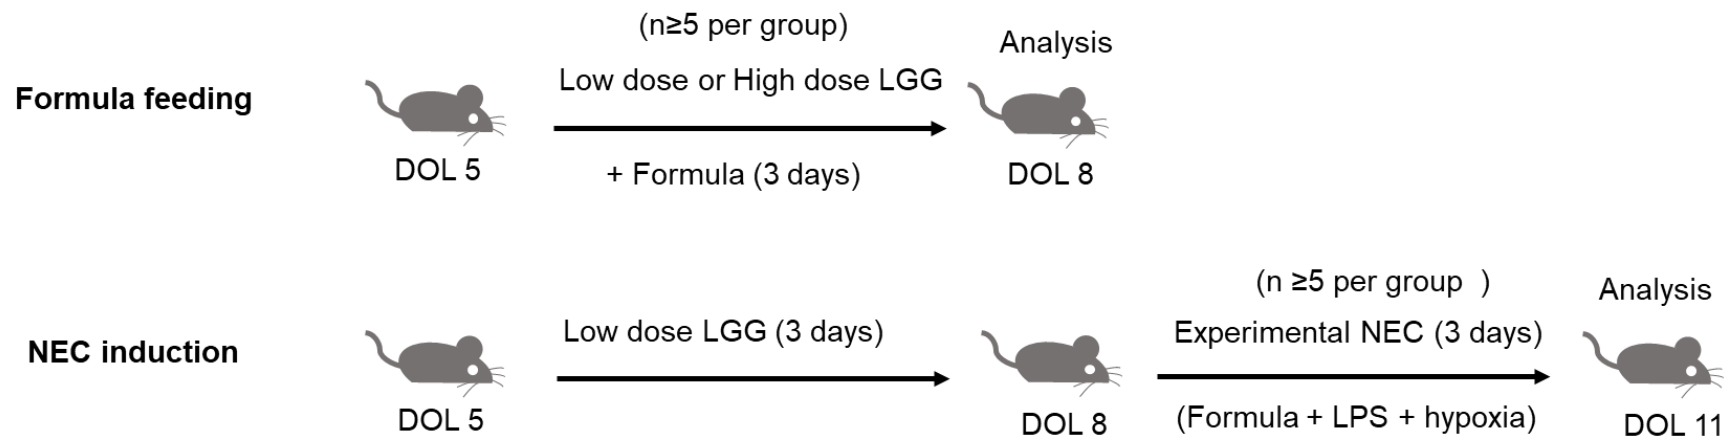 (n≥5 per group)
Analysis
Low dose or High dose LGG
Formula feeding
DOL 5
+ Formula (3 days)
DOL 8
(n ≥5 per group )
Analysis
Low dose LGG (3 days)
Experimental NEC (3 days)
NEC induction
DOL 5
DOL 8
(Formula + LPS + hypoxia)
DOL 11